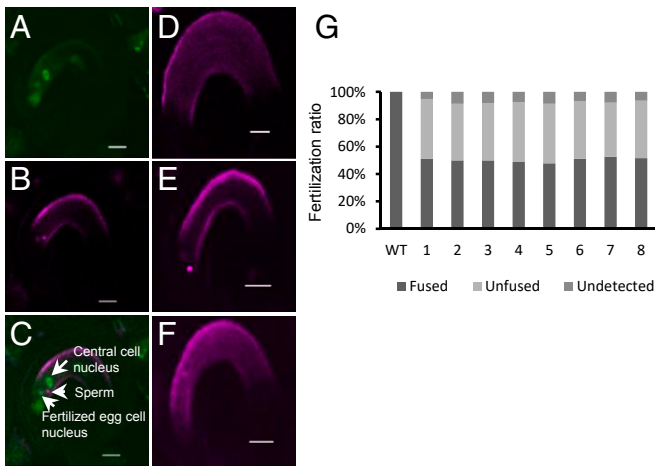 A
D
G
B
E
C
F
Central cell
nucleus
Sperm
Fertilized egg cell
nucleus
Fertilization ratio
100%
80%
60%
40%
20%
0%
WT 1 2 3 4 5 6 7 8
Fused Unfused Undetected